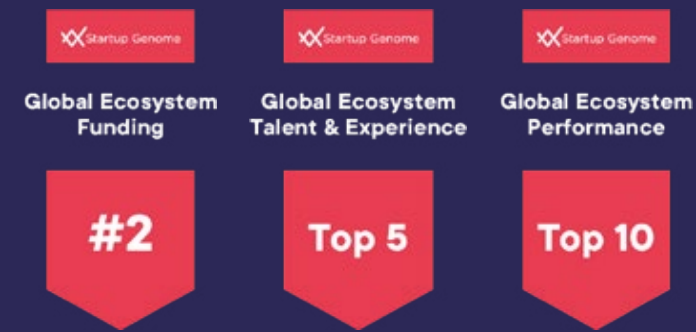 Startup Genome
Global Ecosystem
Funding
#2
Startup Genome
Global Ecosystem
Talent & Experience
Top 5
Startup Genome
Global Ecosystem
Performance
Top 10